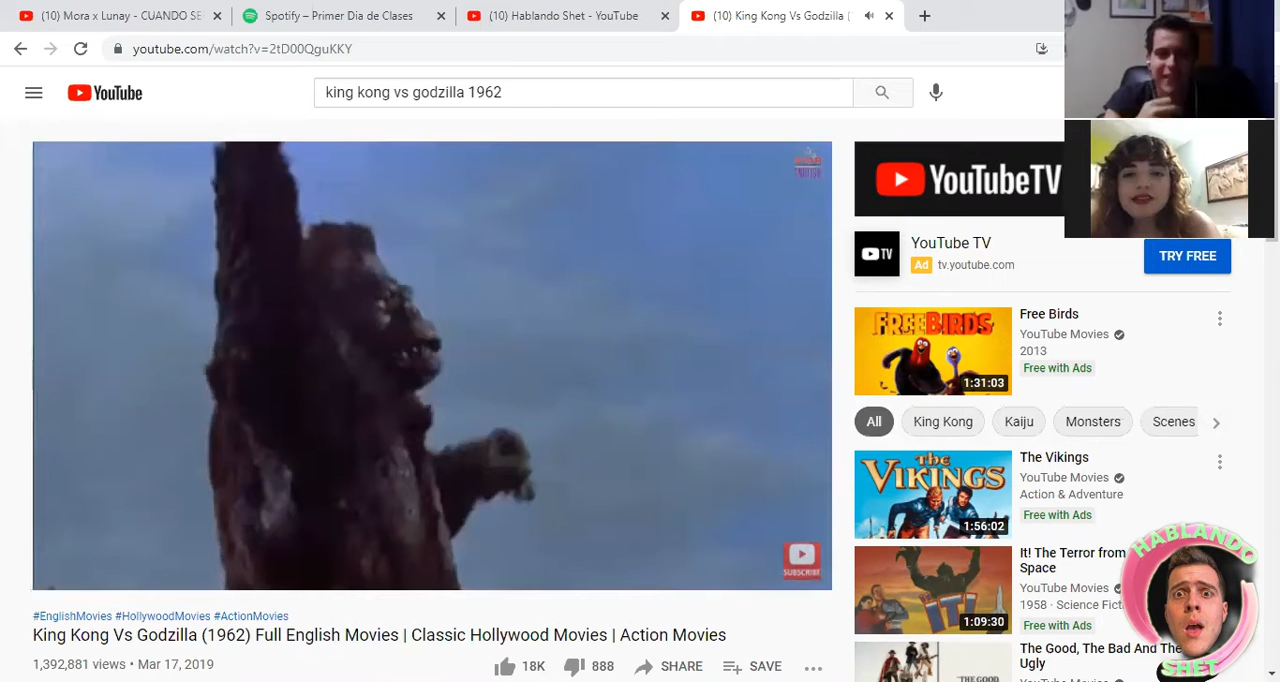 (10) Mora x Lunay - CUANDO SE
Spotify – Primer Dia de Clases
(10) Hablando Shet - YouTube
(10) King Kong Vs Godzilla (
youtube.com/watch?v=2tD00QguKKY
YouTube
king kong vs godzilla 1962
SUBSCRIBE
YouTubeTV
TV
YouTube TV
Ad tv.youtube.com
TRY FREE
FREE BIRDS
1:31:03
Free Birds
YouTube Movies
2013
Free with Ads
All
King Kong
Kaiju
Monsters
Scenes
THE VIKINGS
1:56:02
The Vikings
YouTube Movies
Action & Adventure
Free with Ads
IT!
1:09:30
It! The Terror from
Space
YouTube Movies
1958 · Science Fict
Free with Ads
THE GOOD,
The Good, The Bad And The
Ugly
HABLANDO
SHET
#EnglishMovies #HollywoodMovies #ActionMovies
King Kong Vs Godzilla (1962) Full English Movies | Classic Hollywood Movies | Action Movies
1,392,881 views • Mar 17, 2019
18K
888
SHARE
SAVE